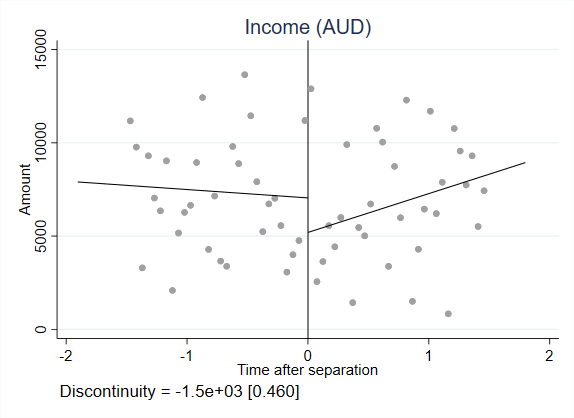 Income (AUD)
15000
10000
5000
0
Amount
-2 -1 0 1 2
Time after separation
Discontinuity = -1.5e+03 [0.460]